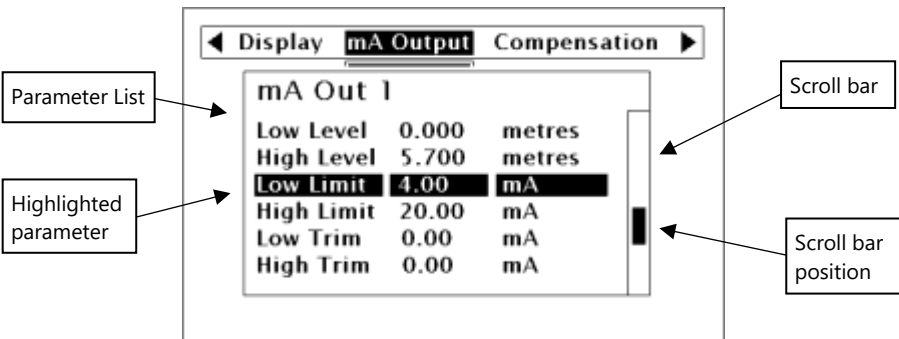 ◀ Display mA Output Compensation ▶
mA Out 1
Low Level 0.000 metres
High Level 5.700 metres
Low Limit 4.00 mA
High Limit 20.00 mA
Low Trim 0.00 mA
High Trim 0.00 mA
Parameter List
Highlighted
parameter
Scroll bar
Scroll bar
position